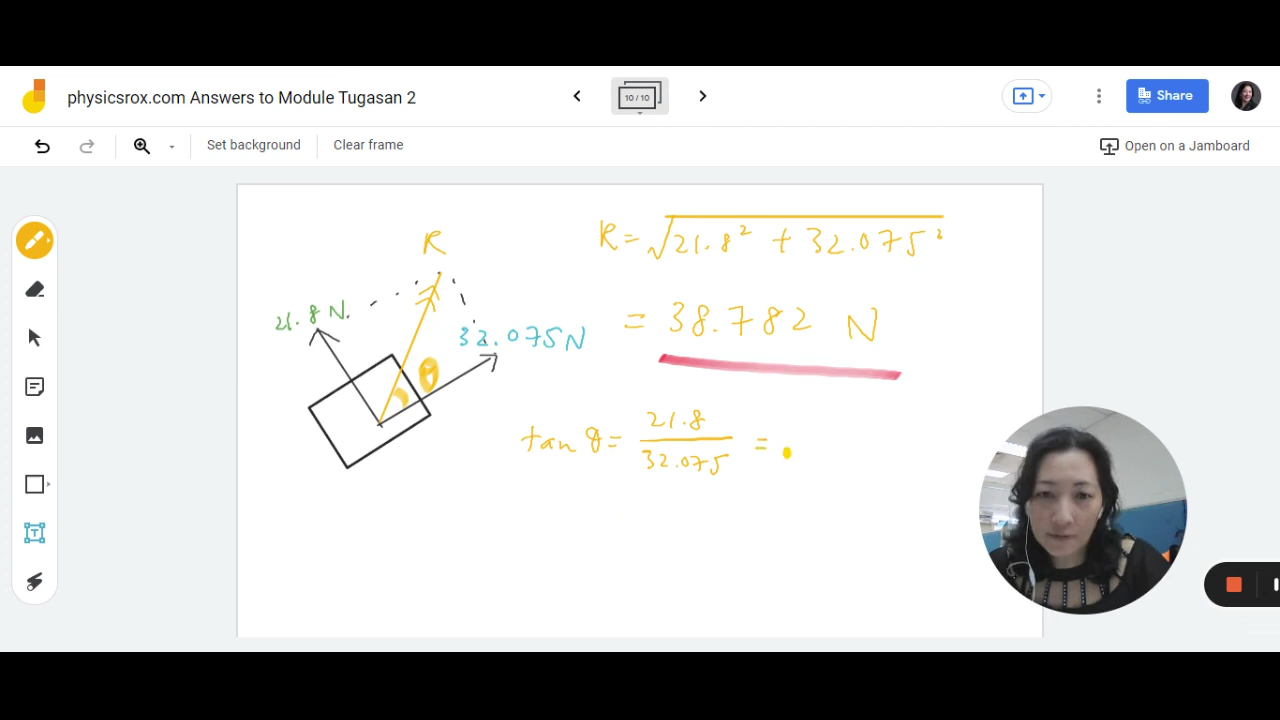 physicsrox.com Answers to Module Tugasan 2
10 / 10
Share
Set background
Clear frame
Open on a Jamboard
R
21.8 N
32.075 N
θ
R = √21.8² + 32.075²
= 38.782 N
tan θ = 21.8 / 32.075 =
T